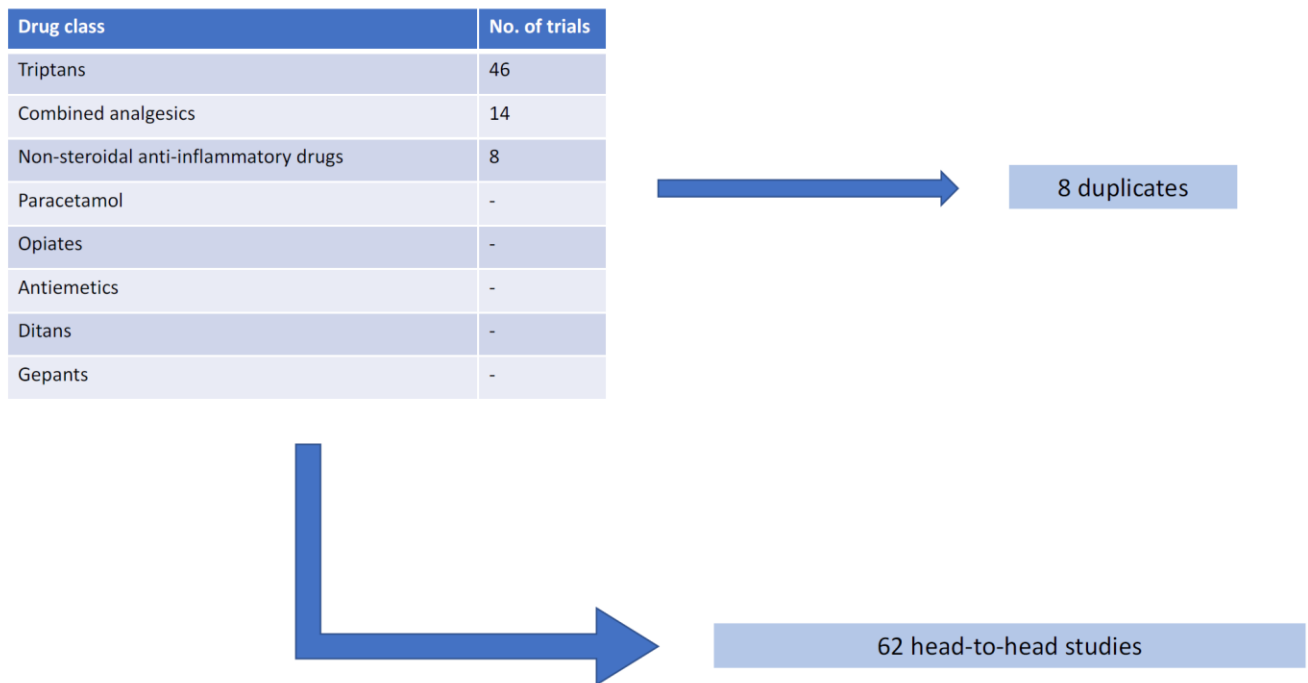 Drug class No. of trials
Triptans 46
Combined analgesics 14
Non-steroidal anti-inflammatory drugs 8
Paracetamol -
Opiates -
Antiemetics -
Ditans -
Gepants -
8 duplicates
62 head-to-head studies